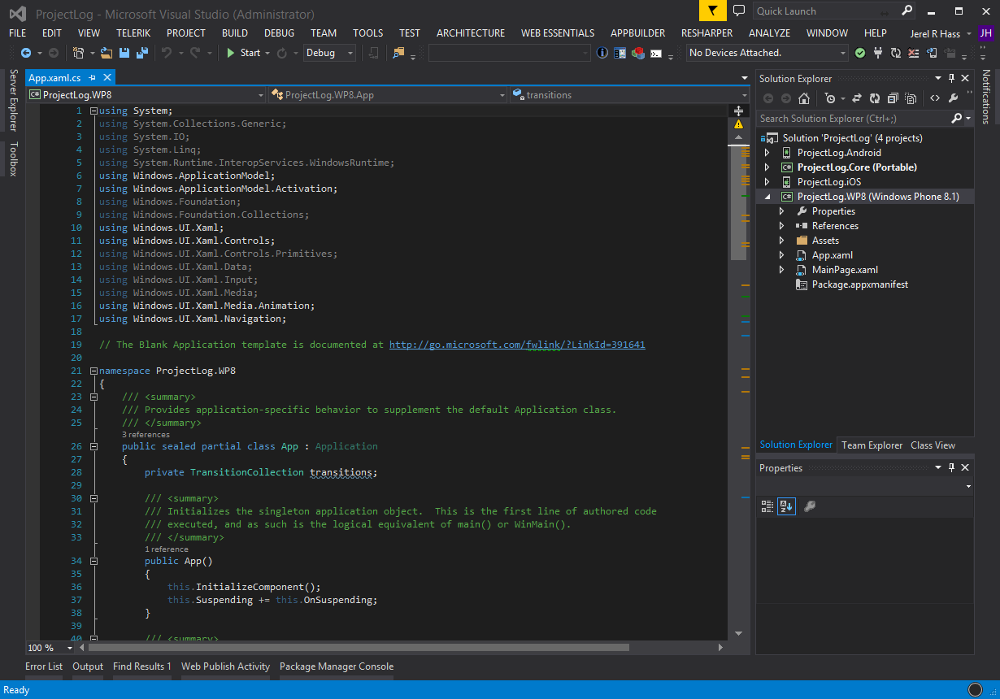 ProjectLog - Microsoft Visual Studio (Administrator)
Quick Launch
FILE EDIT VIEW TELERIK PROJECT BUILD DEBUG TEAM TOOLS TEST ARCHITECTURE WEB ESSENTIALS APPBUILDER RESHARPER ANALYZE WINDOW HELP Jerel R Hass JH
Start Debug No Devices Attached.
Server Explorer
Toolbox
App.xaml.cs
C# ProjectLog.WP8 ProjectLog.WP8.App transitions
1 using System;
2 using System.Collections.Generic;
3 using System.IO;
4 using System.Linq;
5 using System.Runtime.InteropServices.WindowsRuntime;
6 using Windows.ApplicationModel;
7 using Windows.ApplicationModel.Activation;
8 using Windows.Foundation;
9 using Windows.Foundation.Collections;
10 using Windows.UI.Xaml;
11 using Windows.UI.Xaml.Controls;
12 using Windows.UI.Xaml.Controls.Primitives;
13 using Windows.UI.Xaml.Data;
14 using Windows.UI.Xaml.Input;
15 using Windows.UI.Xaml.Media;
16 using Windows.UI.Xaml.Media.Animation;
17 using Windows.UI.Xaml.Navigation;
18
19 // The Blank Application template is documented at http://go.microsoft.com/fwlink/?LinkId=391641
20
21 namespace ProjectLog.WP8
22 {
23 /// <summary>
24 /// Provides application-specific behavior to supplement the default Application class.
25 /// </summary>
3 references
26 public sealed partial class App : Application
27 {
28 private TransitionCollection transitions;
29
30 /// <summary>
31 /// Initializes the singleton application object.  This is the first line of authored code
32 /// executed, and as such is the logical equivalent of main() or WinMain().
33 /// </summary>
1 reference
34 public App()
35 {
36 this.InitializeComponent();
37 this.Suspending += this.OnSuspending;
38 }
39
40 /// <summary>
100 %
Solution Explorer
Search Solution Explorer (Ctrl+;)
Solution 'ProjectLog' (4 projects)
ProjectLog.Android
C# ProjectLog.Core (Portable)
ProjectLog.iOS
C# ProjectLog.WP8 (Windows Phone 8.1)
Properties
References
Assets
App.xaml
MainPage.xaml
Package.appxmanifest
Solution Explorer Team Explorer Class View
Properties
Notifications
Error List Output Find Results 1 Web Publish Activity Package Manager Console
Ready